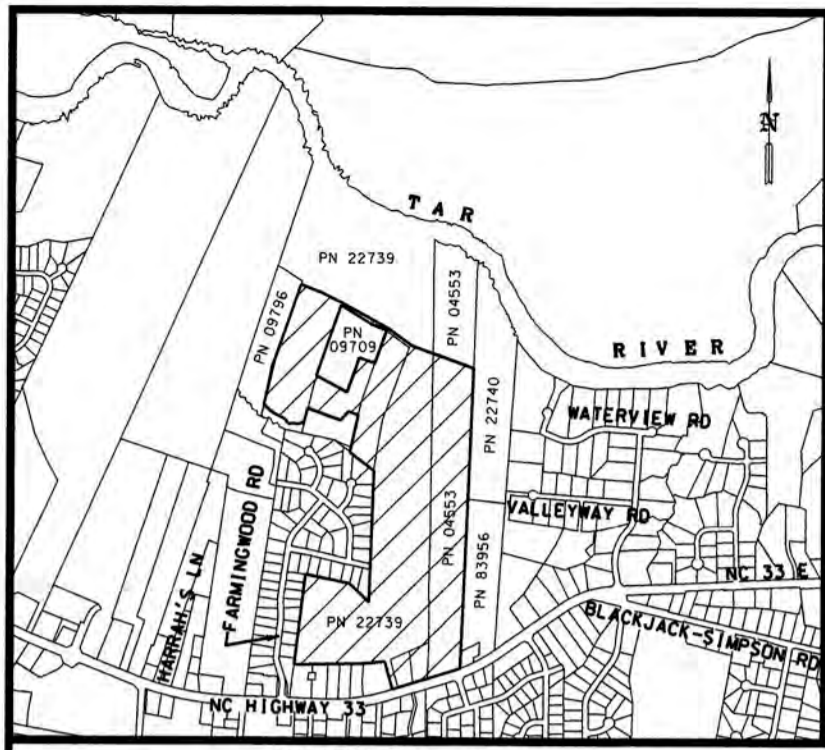 N
TAR
PN 22739
PN 04553
PN 09796
PN
09709
RIVER
PN 22740
WATERVIEW RD
VALLEYWAY RD
FARMINGWOOD RD
PN 04553
PN 83956
NC 33 E
HARRAH'S LN
BLACKJACK-SIMPSON RD
PN 22739
NC HIGHWAY 33